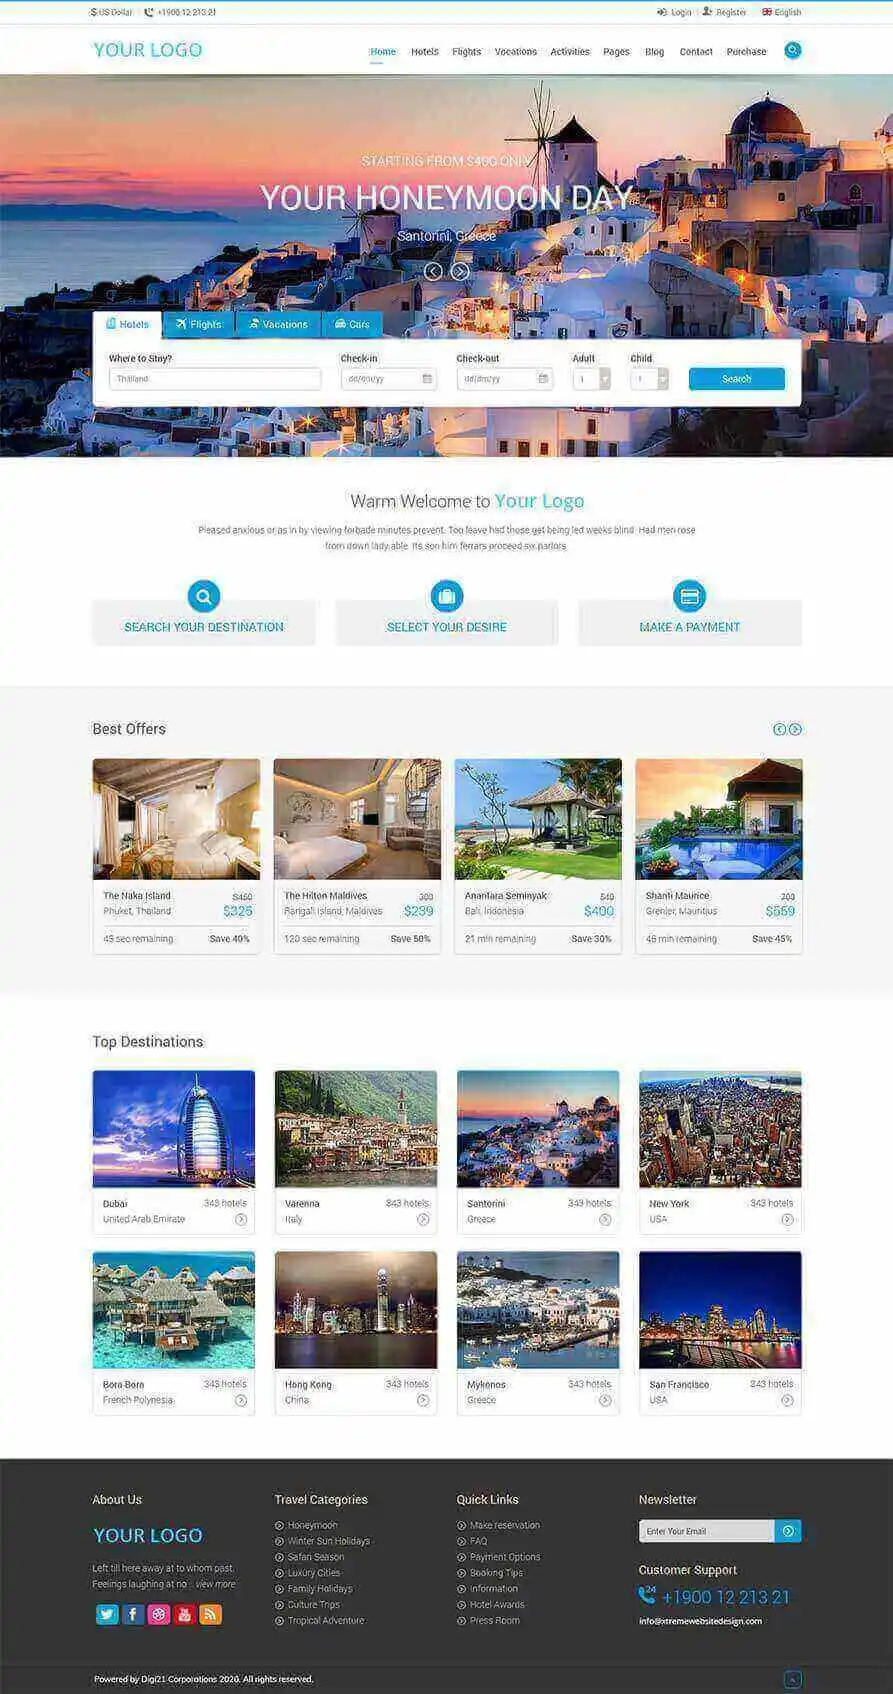 $ US Dollar
+1900 12 213 21
Login
Register
English
YOUR LOGO
Home
Hotels
Flights
Vocations
Activities
Pages
Blog
Contact
Purchase
STARTING FROM $400 ONLY
YOUR HONEYMOON DAY
Santorini, Greece
Hotels
Flights
Vacations
Cars
Where to Stay?
Check-in
Check-out
Adult
Child
Thailand
dd/mm/yy
dd/dm/yy
1
1
Search
Warm Welcome to Your Logo
Pleased anxious or as in by viewing forbade minutes prevent. Too leave had those get being led weeks blind. Had men rose
from down lady able. Its son him ferrars proceed six parlors.
SEARCH YOUR DESTINATION
SELECT YOUR DESIRE
MAKE A PAYMENT
Best Offers
The Naka Island
Phuket, Thailand
$325
45 sec remaining
Save 40%
The Hilton Maldives
Rangali Island, Maldives
$239
120 sec remaining
Save 50%
Anantara Seminyak
Bali, Indonesia
$400
21 min remaining
Save 30%
Shanti Maurice
Grenier, Mauritius
$559
Save 45%
Top Destinations
Dubai
343 hotels
United Arab Emirate
Varenna
343 hotels
Italy
Santorini
343 hotels
Greece
New York
343 hotels
USA
Bora Bora
343 hotels
French Polynesia
Hong Kong
343 hotels
China
Mykonos
343 hotels
Greece
San Francisco
343 hotels
USA
About Us
YOUR LOGO
Left till here away at to whom past.
Feelings laughing at no... view more
Travel Categories
Honeymoon
Winter Sun Holidays
Safari Season
Luxury Cities
Family Holidays
Culture Trips
Tropical Adventure
Quick Links
Make reservation
FAQ
Payment Options
Booking Tips
Information
Hotel Awards
Press Room
Newsletter
Enter Your Email
Customer Support
24
+1900 12 213 21
info@xtremewebsitedesign.com
Powered by Digi21 Corporations 2020. All rights reserved.